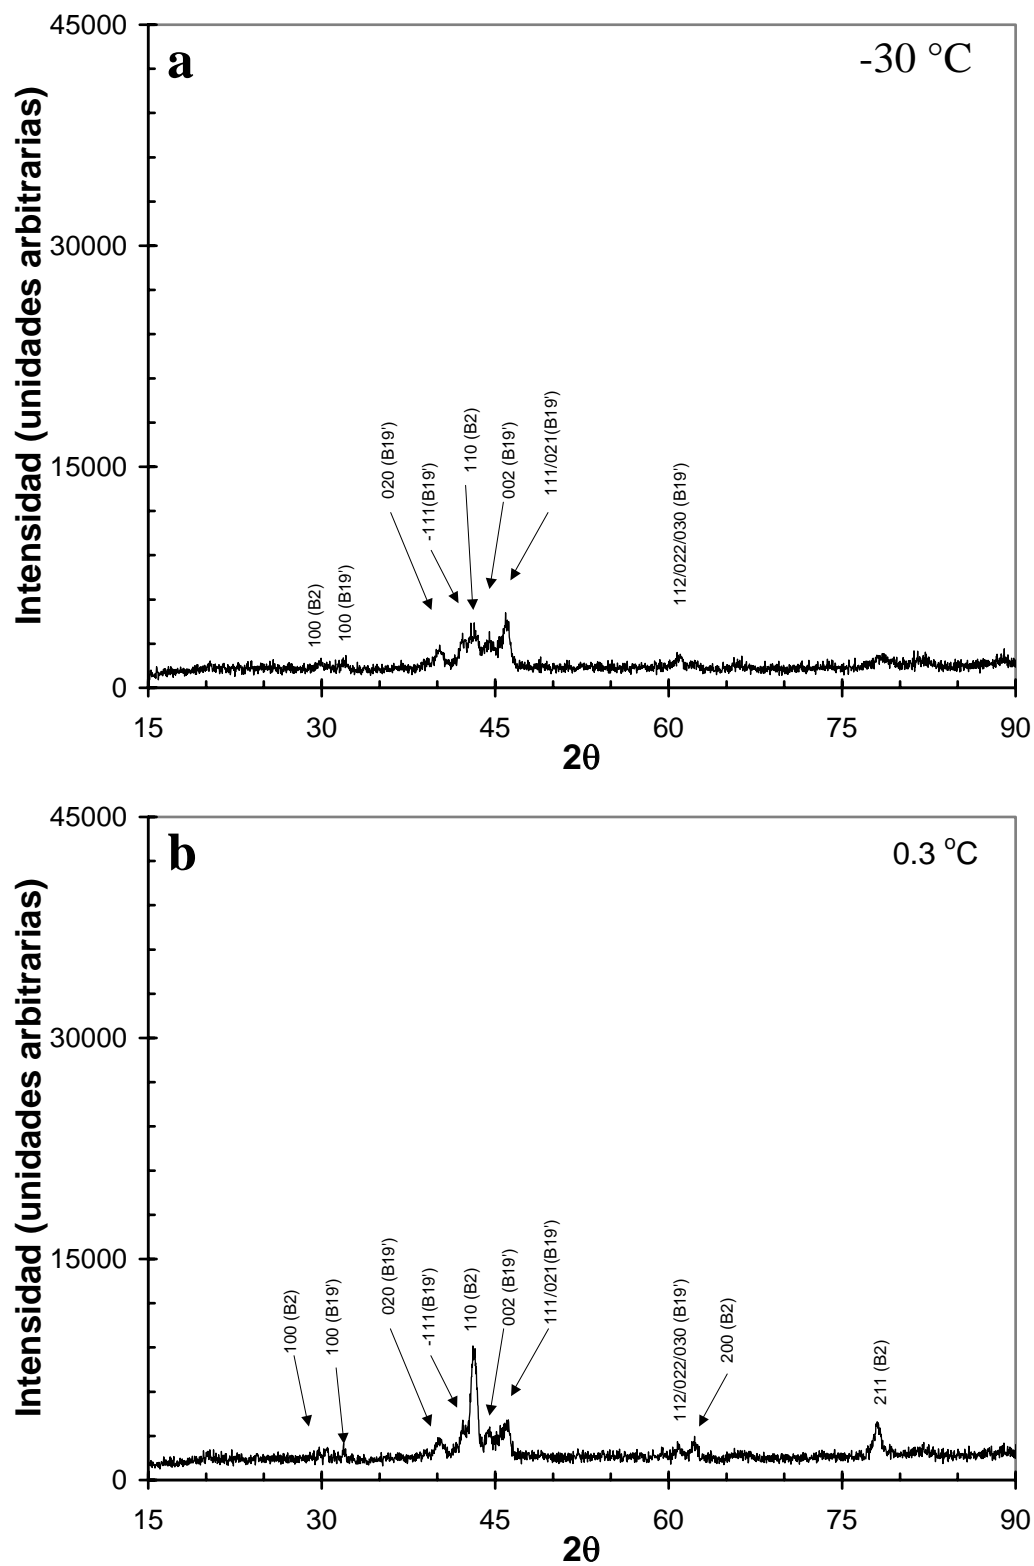 45000
a
-30 °C
30000
Intensidad (unidades arbitrarias)
15000
020 (B19')
-111(B19')
110 (B2)
002 (B19')
111/021(B19')
112/022/030 (B19')
100 (B2)
100 (B19')
0
15
30
45
60
75
90
2θ
45000
b
0.3 °C
30000
Intensidad (unidades arbitrarias)
15000
100 (B2)
100 (B19')
020 (B19')
-111(B19')
110 (B2)
002 (B19')
111/021(B19')
112/022/030 (B19')
200 (B2)
211 (B2)
0
15
30
45
60
75
90
2θ